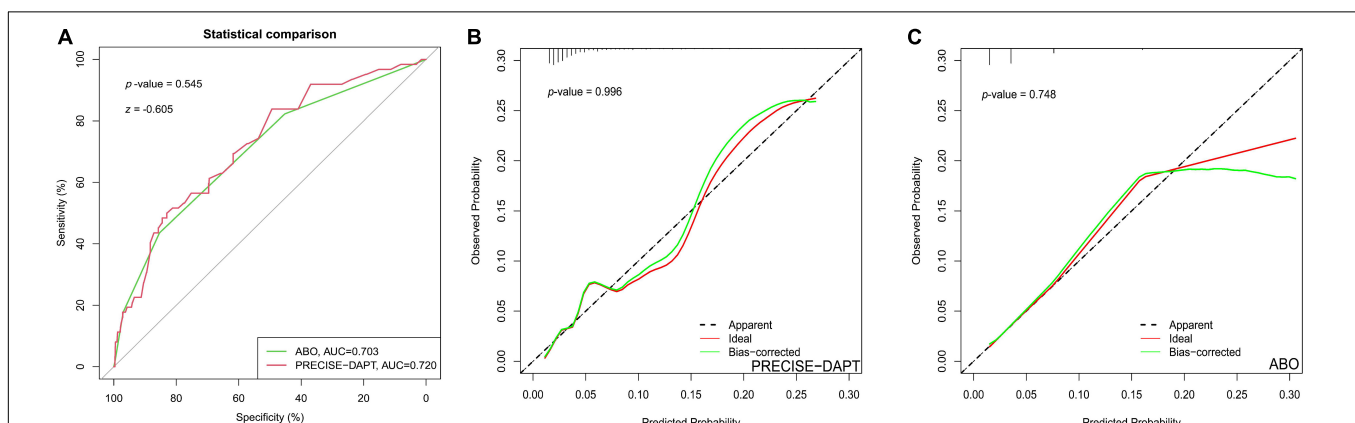 A
Statistical comparison
p -value = 0.545
z = -0.605
Sensitivity (%)
100
80
60
40
20
0
ABO, AUC=0.703
PRECISE−DAPT, AUC=0.720
100
80
60
40
20
0
Specificity (%)
B
p-value = 0.996
Observed Probability
0.30
0.25
0.20
0.15
0.10
0.05
0.00
Apparent
Ideal
Bias−corrected
PRECISE−DAPT
0.00
0.05
0.10
0.15
0.20
0.25
0.30
Predicted Probability
C
p-value = 0.748
Observed Probability
0.30
0.25
0.20
0.15
0.10
0.05
0.00
Apparent
Ideal
Bias−corrected
ABO
0.00
0.05
0.10
0.15
0.20
0.25
0.30
Predicted Probability